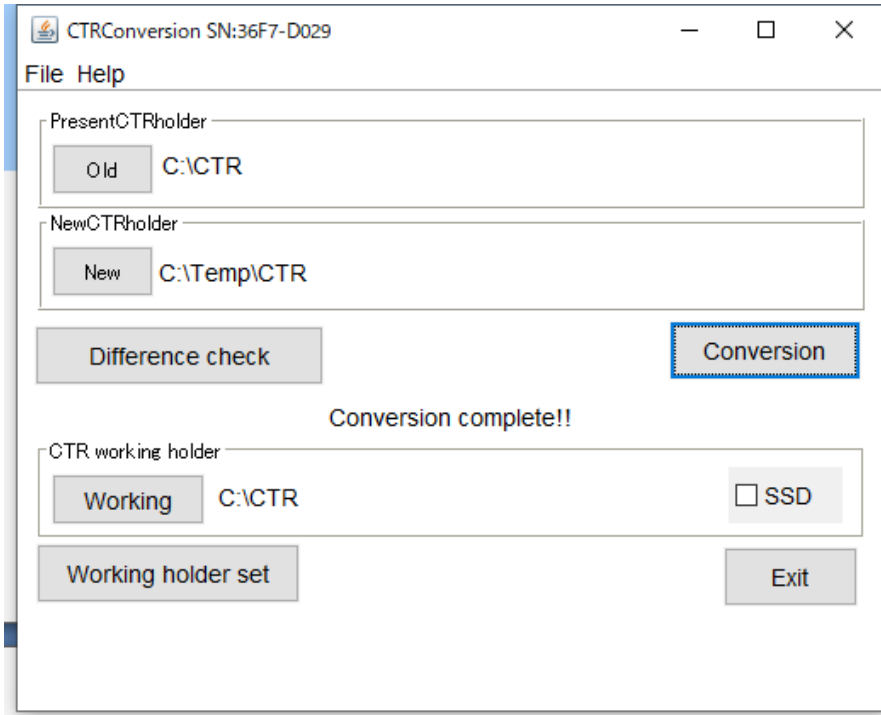 CTRConversion SN:36F7-D029
File Help
PresentCTRholder
Old C:\CTR
NewCTRholder
New C:\Temp\CTR
Difference check Conversion
Conversion complete!!
CTR working holder
Working C:\CTR SSD
Working holder set Exit